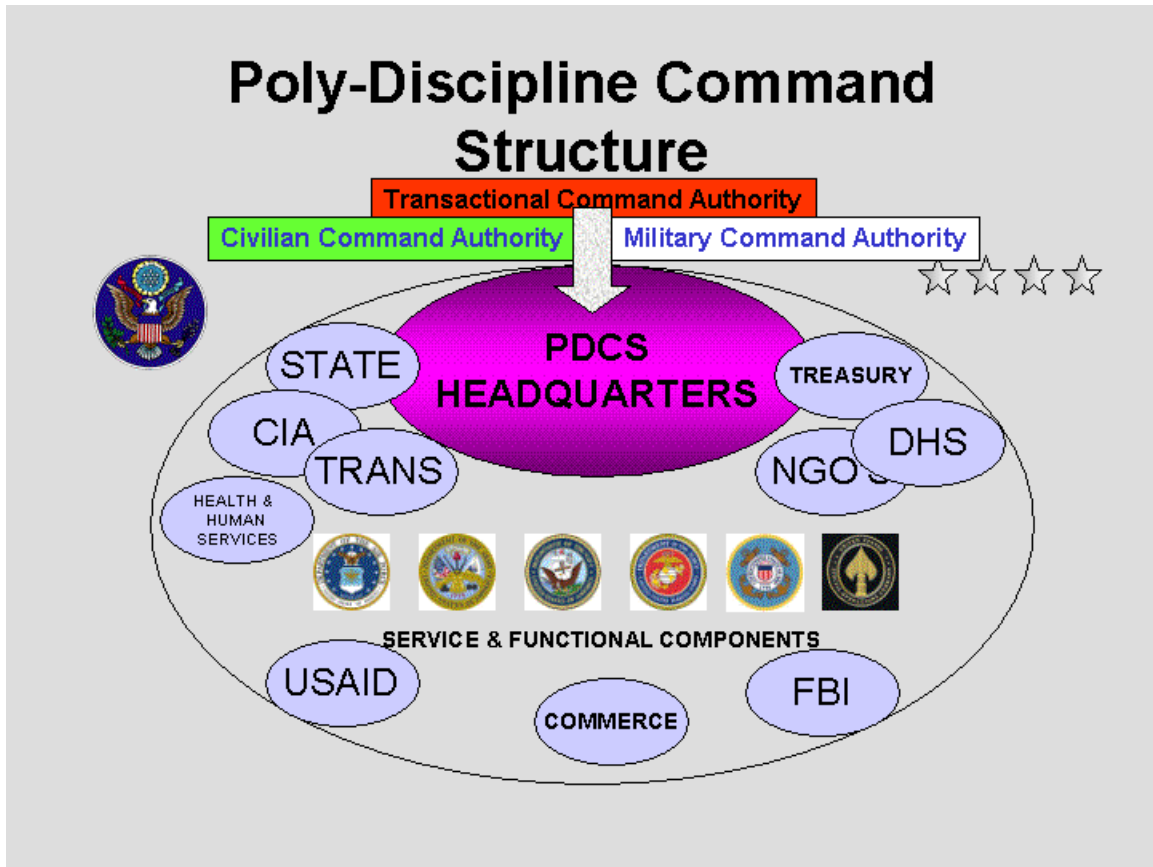 Poly-Discipline Command
Structure
Transactional Command Authority
Civilian Command Authority
Military Command Authority
PDCS
HEADQUARTERS
STATE
TREASURY
CIA
DHS
TRANS
NGO'S
HEALTH &
HUMAN
SERVICES
SERVICE & FUNCTIONAL COMPONENTS
USAID
FBI
COMMERCE